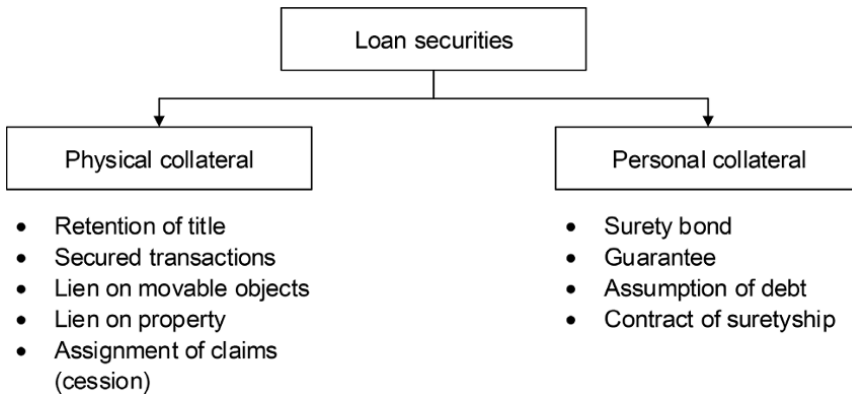 Loan securities
Physical collateral
Personal collateral
• Retention of title
• Secured transactions
• Lien on movable objects
• Lien on property
• Assignment of claims
(cession)
• Surety bond
• Guarantee
• Assumption of debt
• Contract of suretyship